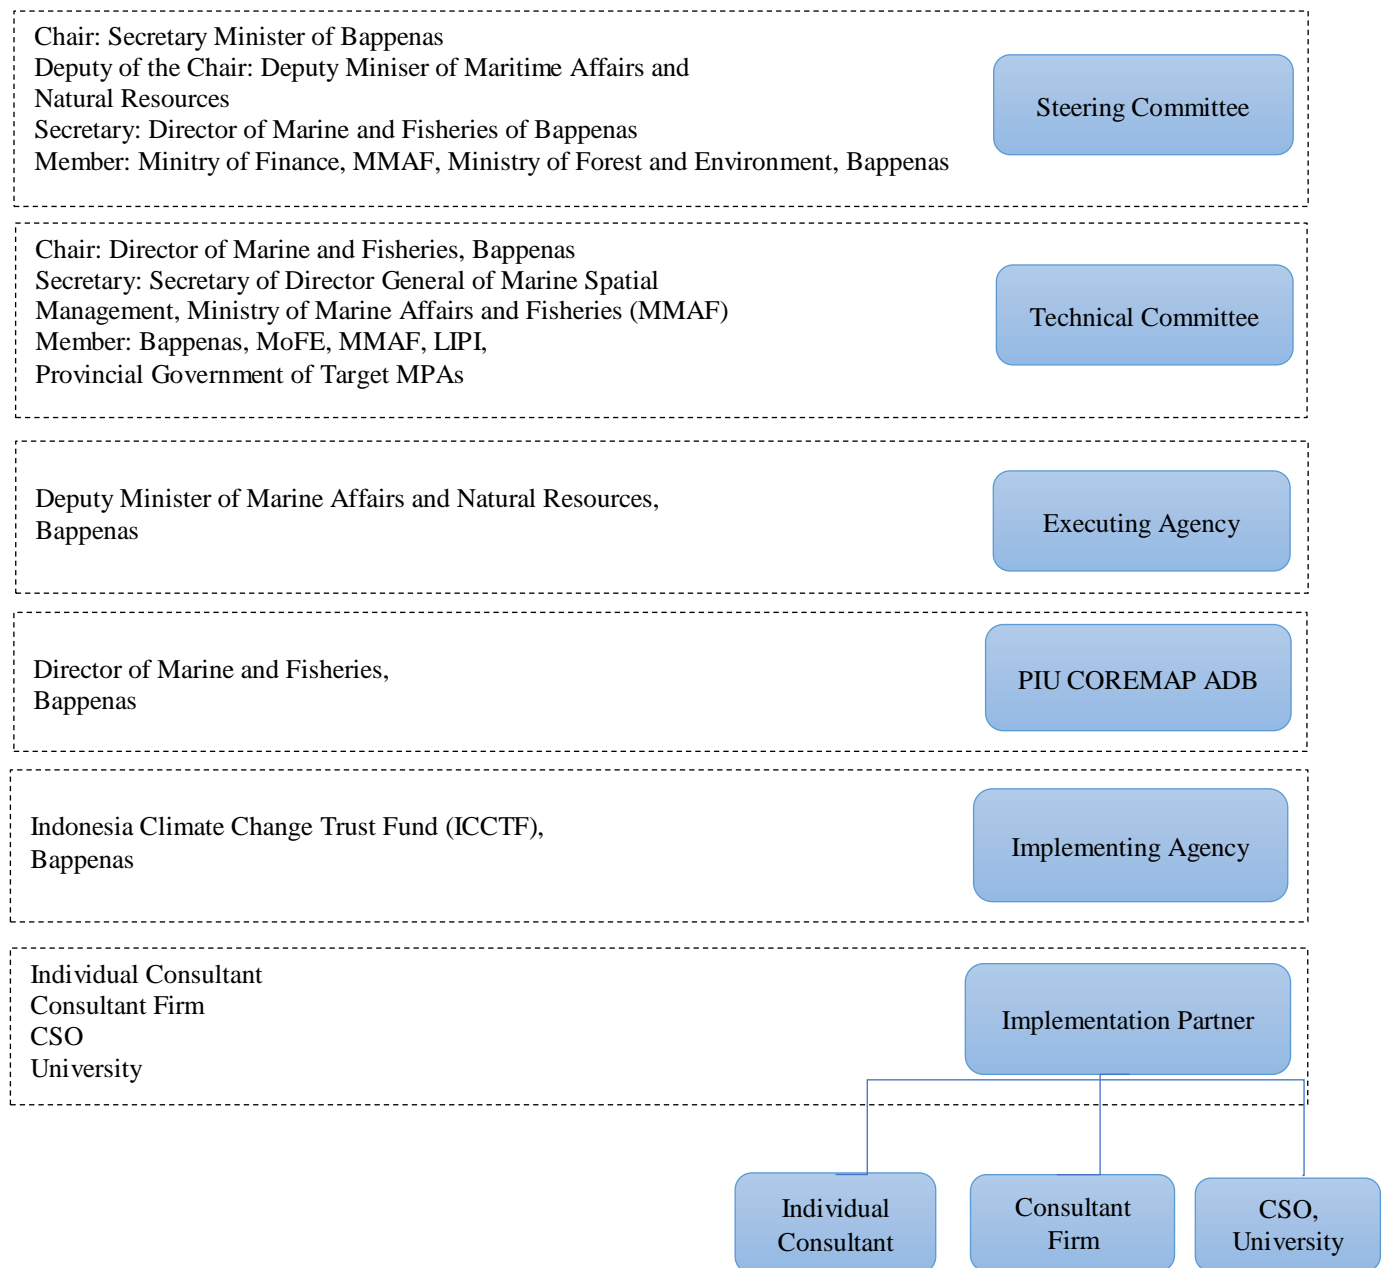 Chair: Secretary Minister of Bappenas
Deputy of the Chair: Deputy Miniser of Maritime Affairs and
Natural Resources
Secretary: Director of Marine and Fisheries of Bappenas
Member: Minitry of Finance, MMAF, Ministry of Forest and Environment, Bappenas
Steering Committee
Chair: Director of Marine and Fisheries, Bappenas
Secretary: Secretary of Director General of Marine Spatial
Management, Ministry of Marine Affairs and Fisheries (MMAF)
Member: Bappenas, MoFE, MMAF, LIPI,
Provincial Government of Target MPAs
Technical Committee
Deputy Minister of Marine Affairs and Natural Resources,
Bappenas
Executing Agency
Director of Marine and Fisheries,
Bappenas
PIU COREMAP ADB
Indonesia Climate Change Trust Fund (ICCTF),
Bappenas
Implementing Agency
Individual Consultant
Consultant Firm
CSO
University
Implementation Partner
Individual
Consultant
Consultant
Firm
CSO,
University